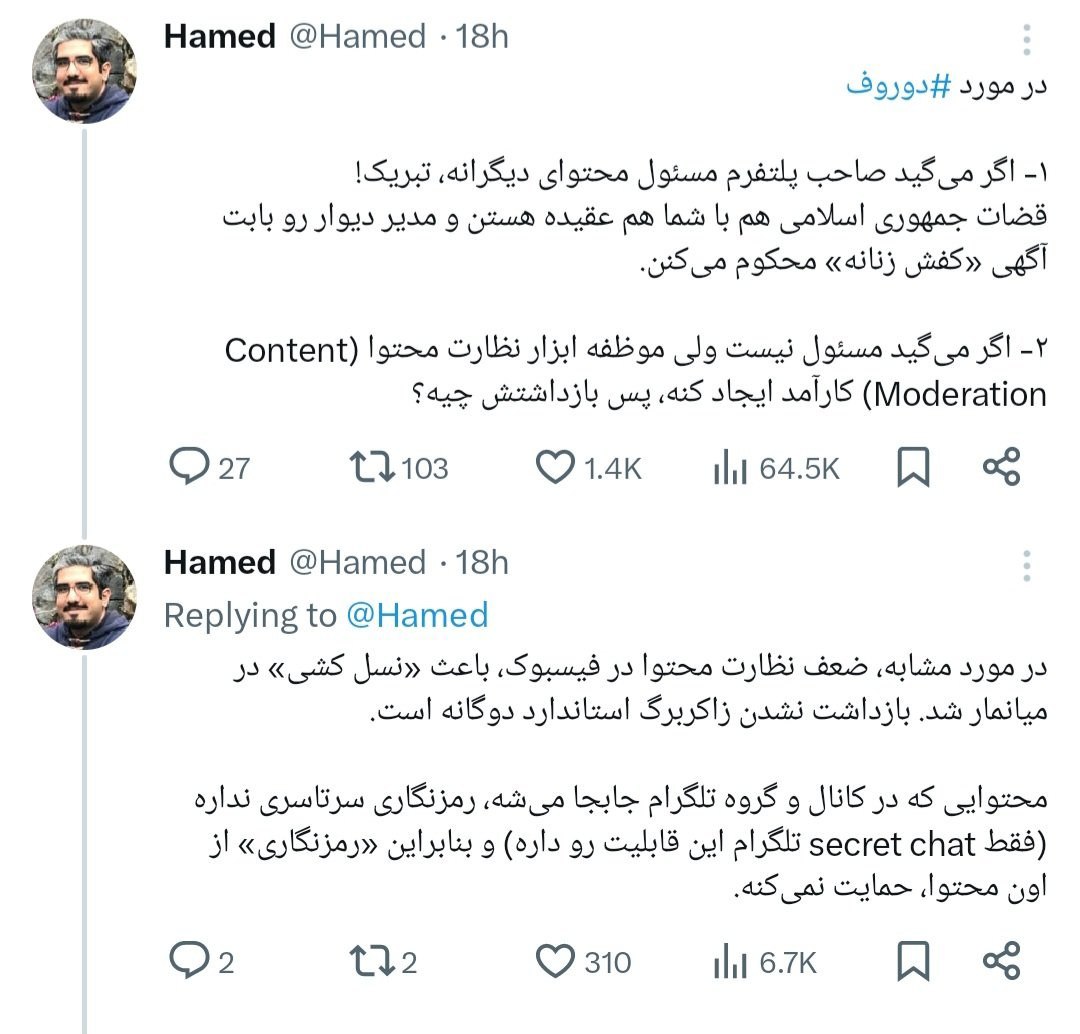 Hamed @Hamed · 18h
در مورد #دوروف
۱- اگر می‌گید صاحب پلتفرم مسئول محتوای دیگرانه، تبریک!
قضات جمهوری اسلامی هم با شما هم عقیده هستن و مدیر دیوار رو بابت
آگهی «کفش زنانه» محکوم می‌کنن.
۲- اگر می‌گید مسئول نیست ولی موظفه ابزار نظارت محتوا (Content
Moderation) کارآمد ایجاد کنه، پس بازداشتش چیه؟
27 103 1.4K 64.5K
Hamed @Hamed · 18h
Replying to @Hamed
در مورد مشابه، ضعف نظارت محتوا در فیسبوک، باعث «نسل کشی» در
میانمار شد. بازداشت نشدن زاکربرگ استاندارد دوگانه است.
محتوایی که در کانال و گروه تلگرام جابجا می‌شه، رمزنگاری سرتاسری نداره
(فقط secret chat تلگرام این قابلیت رو داره) و بنابراین «رمزنگاری» از
اون محتوا، حمایت نمی‌کنه.
2 2 310 6.7K